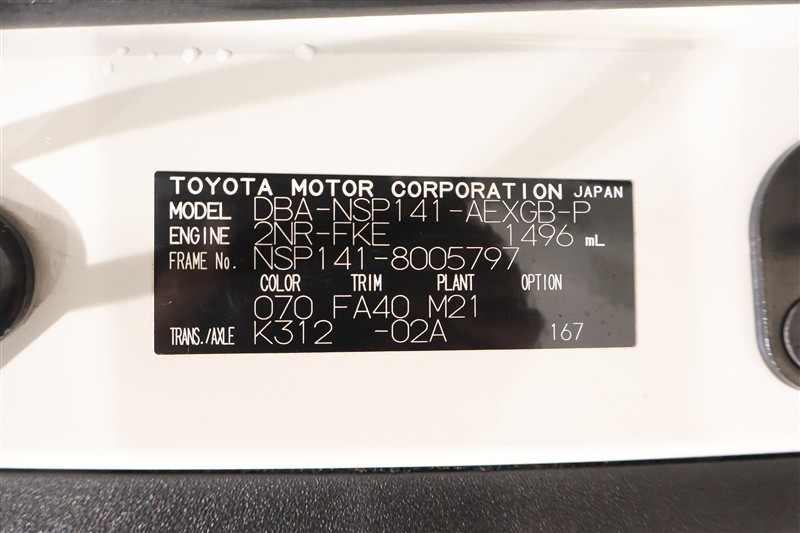 TOYOTA MOTOR CORPORATION JAPAN
MODEL DBA-NSP141-AEXGB-P
ENGINE 2NR-FKE 1496 mL
FRAME No. NSP141-8005797
COLOR TRIM PLANT OPTION
070 FA40 M21
TRANS./AXLE K312 -02A 167